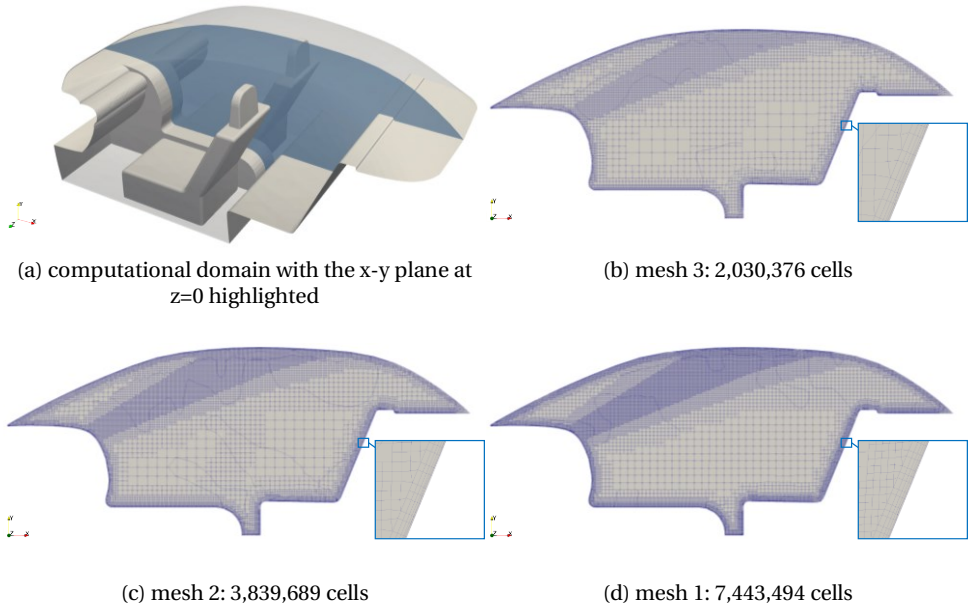 (a) computational domain with the x-y plane at
z=0 highlighted
(b) mesh 3: 2,030,376 cells
(c) mesh 2: 3,839,689 cells
(d) mesh 1: 7,443,494 cells